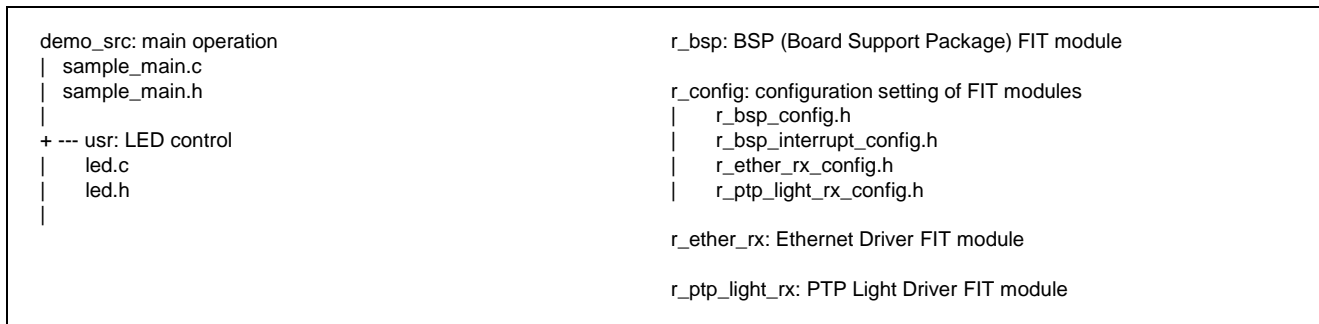 demo_src: main operation
| sample_main.c
| sample_main.h
|
+ --- usr: LED control
| led.c
| led.h
|
r_bsp: BSP (Board Support Package) FIT module
r_config: configuration setting of FIT modules
| r_bsp_config.h
| r_bsp_interrupt_config.h
| r_ether_rx_config.h
| r_ptp_light_rx_config.h
r_ether_rx: Ethernet Driver FIT module
r_ptp_light_rx: PTP Light Driver FIT module